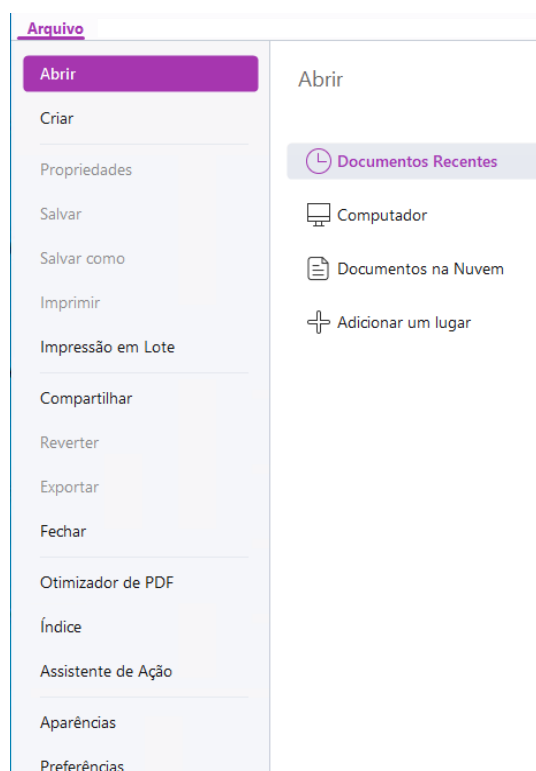 Arquivo
Abrir
Criar
Propriedades
Salvar
Salvar como
Imprimir
Impressão em Lote
Compartilhar
Reverter
Exportar
Fechar
Otimizador de PDF
Índice
Assistente de Ação
Aparências
Preferências
Abrir
Documentos Recentes
Computador
Documentos na Nuvem
Adicionar um lugar